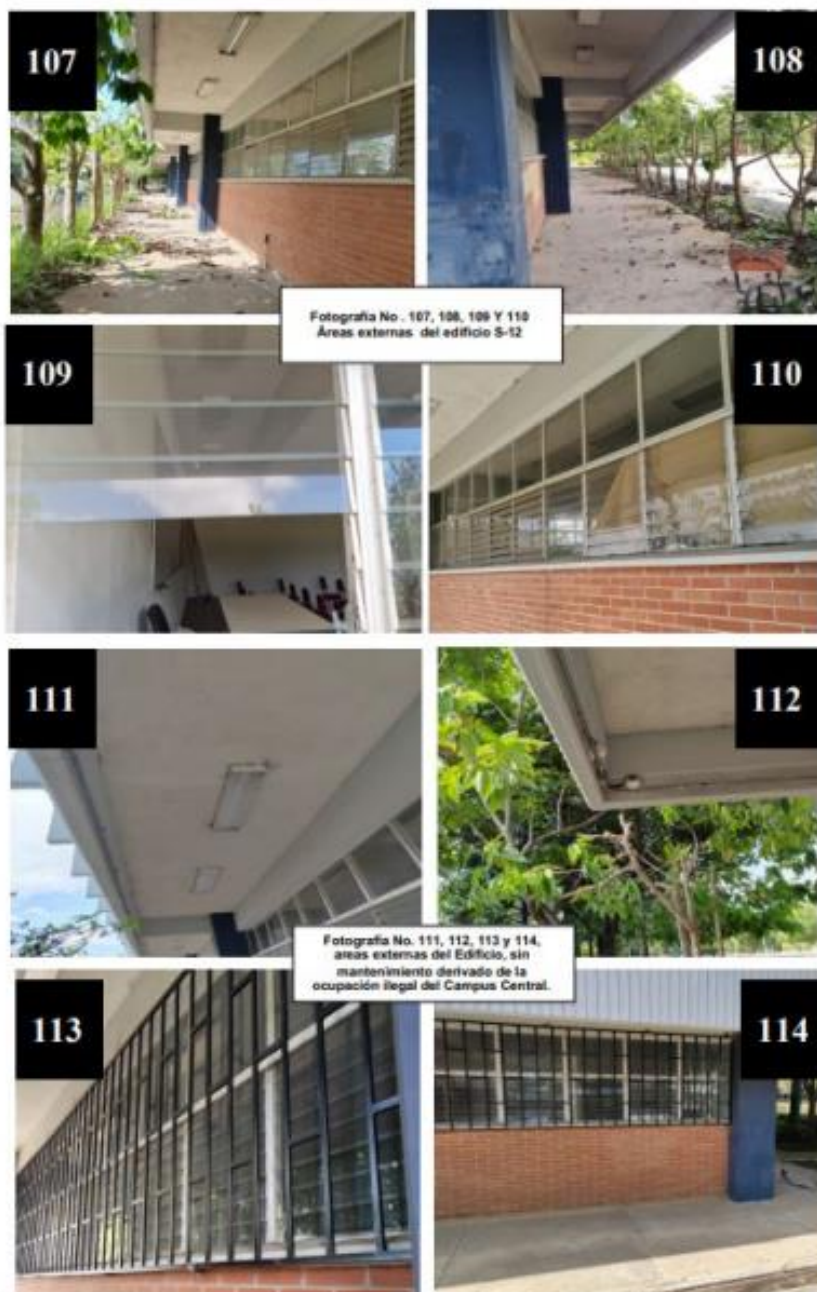 107
108
Fotografía No . 107, 108, 109 Y 110
Áreas externas del edificio S-12
109
110
111
112
Fotografía No. 111, 112, 113 y 114,
areas externas del Edificio, sin
mantenimiento derivado de la
ocupación ilegal del Campus Central.
113
114